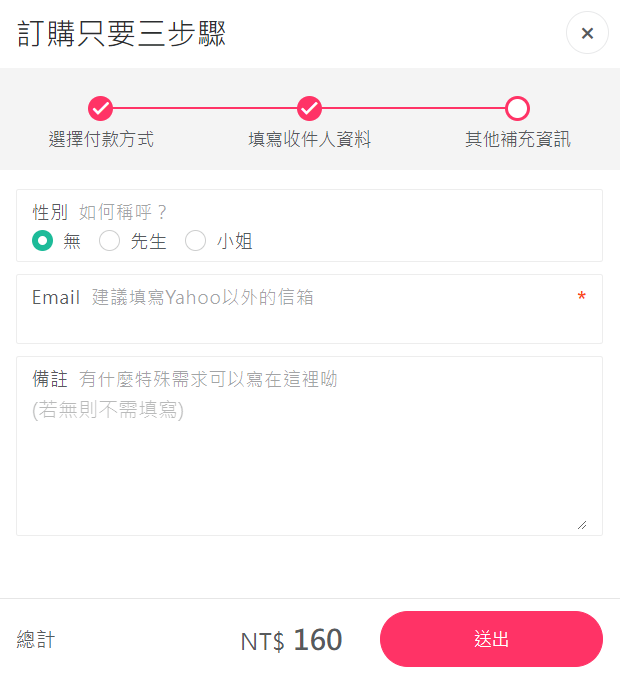 訂購只要三步驟
選擇付款方式 填寫收件人資料 其他補充資訊
性別 如何稱呼？
無 先生 小姐
Email 建議填寫Yahoo以外的信箱 *
備註 有什麼特殊需求可以寫在這裡呦
(若無則不需填寫)
總計 NT$ 160 送出